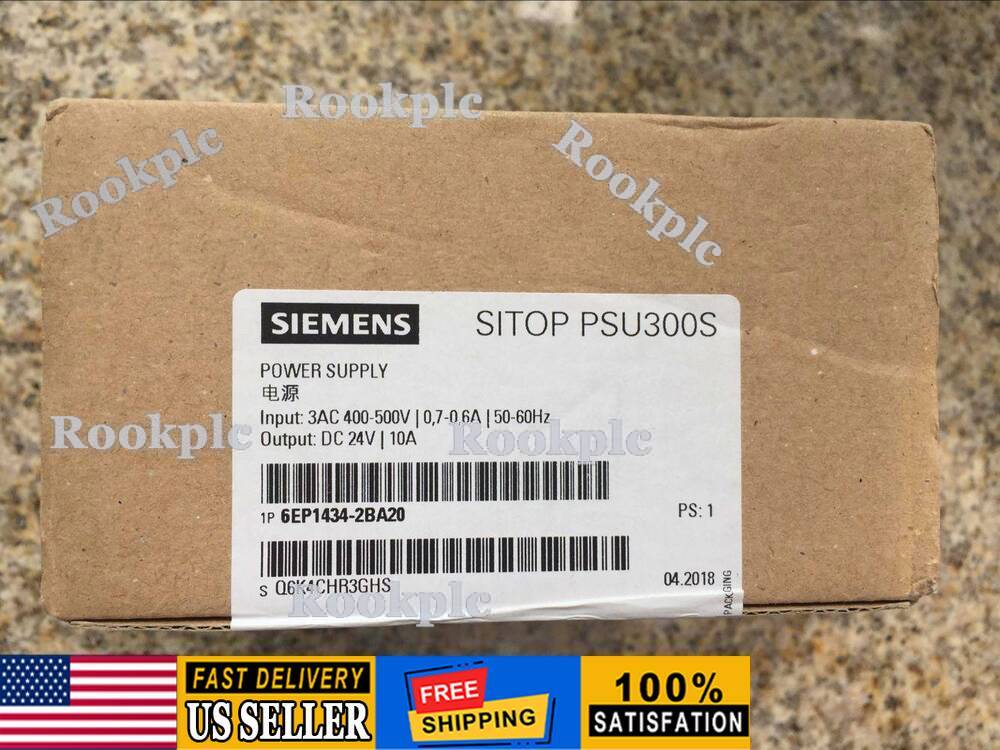 Rookplc
Rookplc
Rookplc
SIEMENS
SITOP PSU300S
POWER SUPPLY
电源
Input: 3AC 400-500V | 0,7-0,6A | 50-60Hz
Output: DC 24V | 10A
Rookplc
Rookplc
1P 6EP1434-2BA20
PS: 1
S Q6K4CHR3GHS
04.2018
PACKGING
Rookplc
FAST DELIVERY
US SELLER
FREE
SHIPPING
100%
SATISFATION